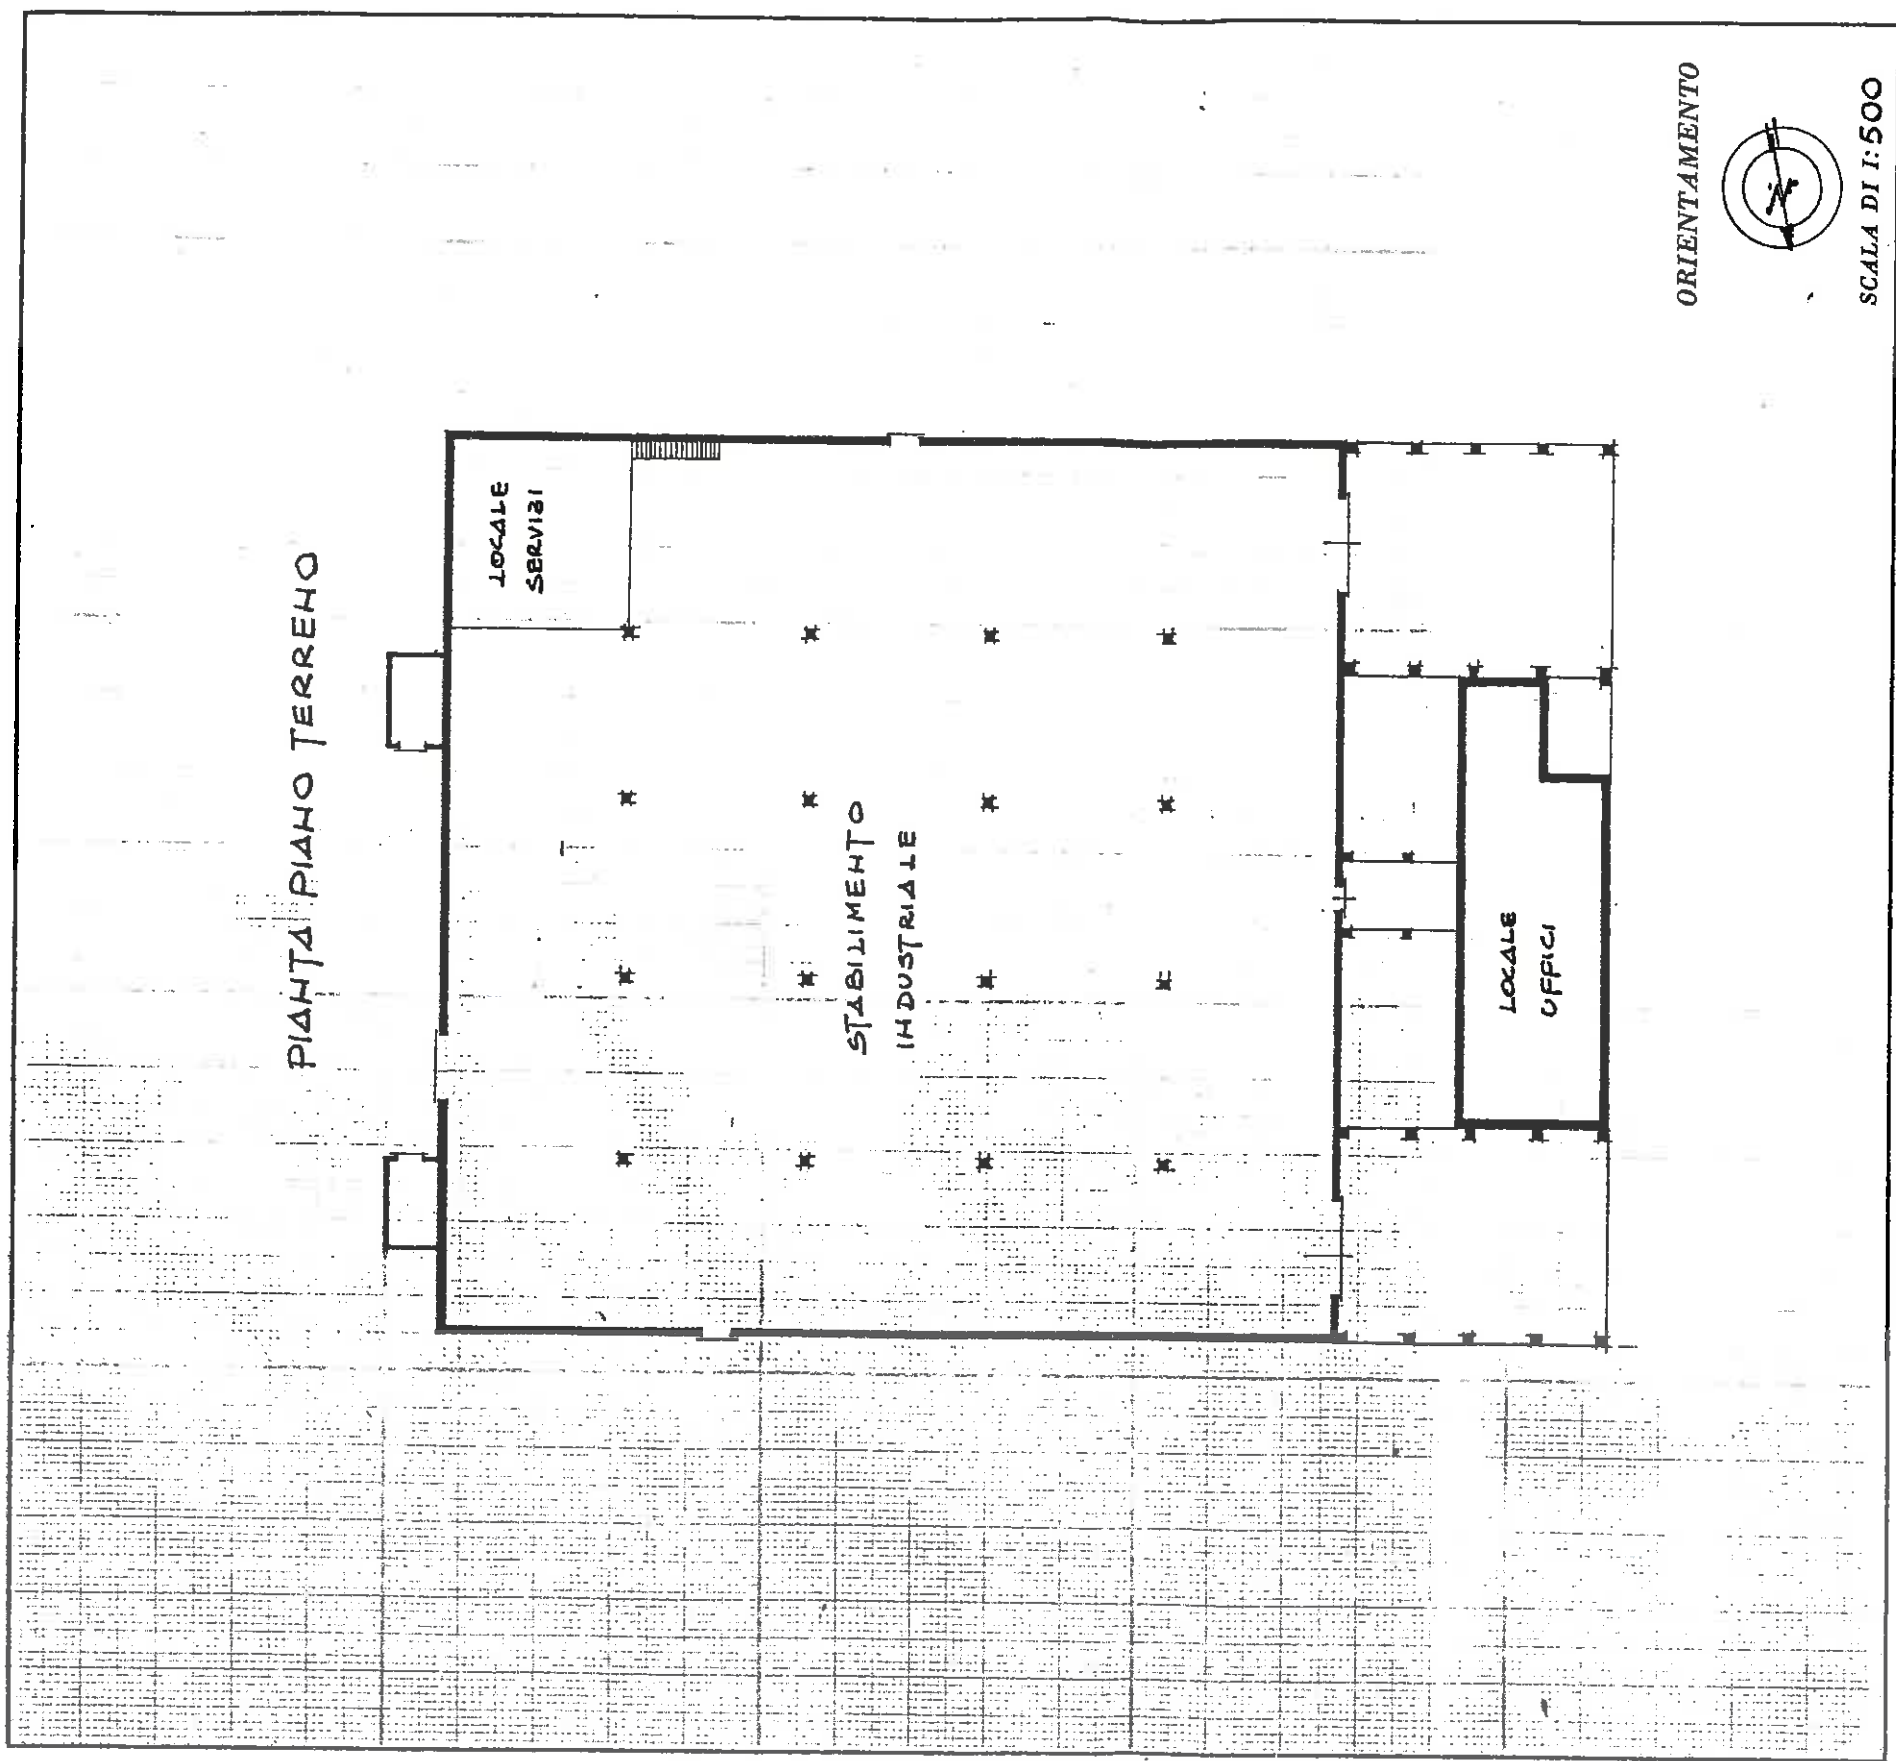 PIANTA PIANO TERRENO
LOCALE
SERVIZI
STABILIMENTO
INDUSTRIALE
LOCALE
UFFICI
ORIENTAMENTO
N
SCALA DI 1:500